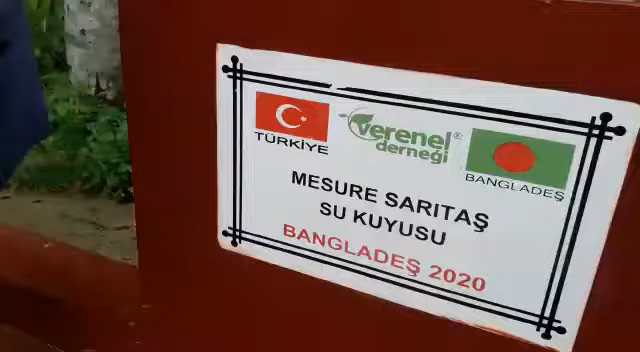 TÜRKİYE
verenel®
derneği
BANGLADEŞ
MESURE SARITAŞ
SU KUYUSU
BANGLADEŞ 2020